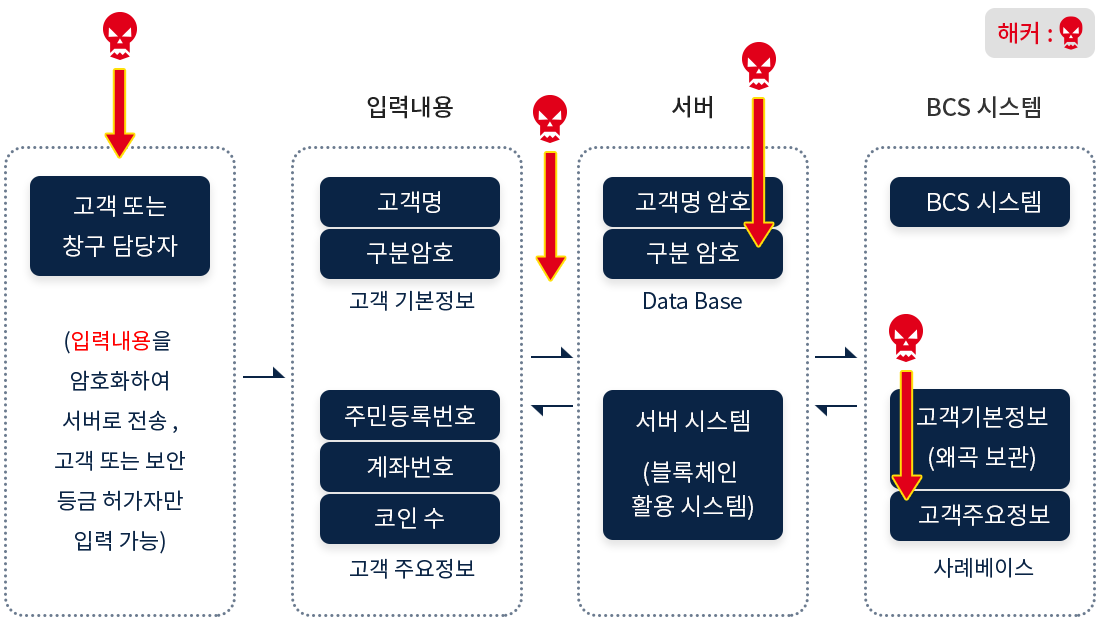 해커 :
고객 또는
창구 담당자
(입력내용을
암호화하여
서버로 전송 ,
고객 또는 보안
등금 허가자만
입력 가능)
입력내용
고객명
구분암호
고객 기본정보
주민등록번호
계좌번호
코인 수
고객 주요정보
서버
고객명 암호
구분 암호
Data Base
서버 시스템
(블록체인
활용 시스템)
BCS 시스템
BCS 시스템
고객기본정보
(왜곡 보관)
고객주요정보
사례베이스